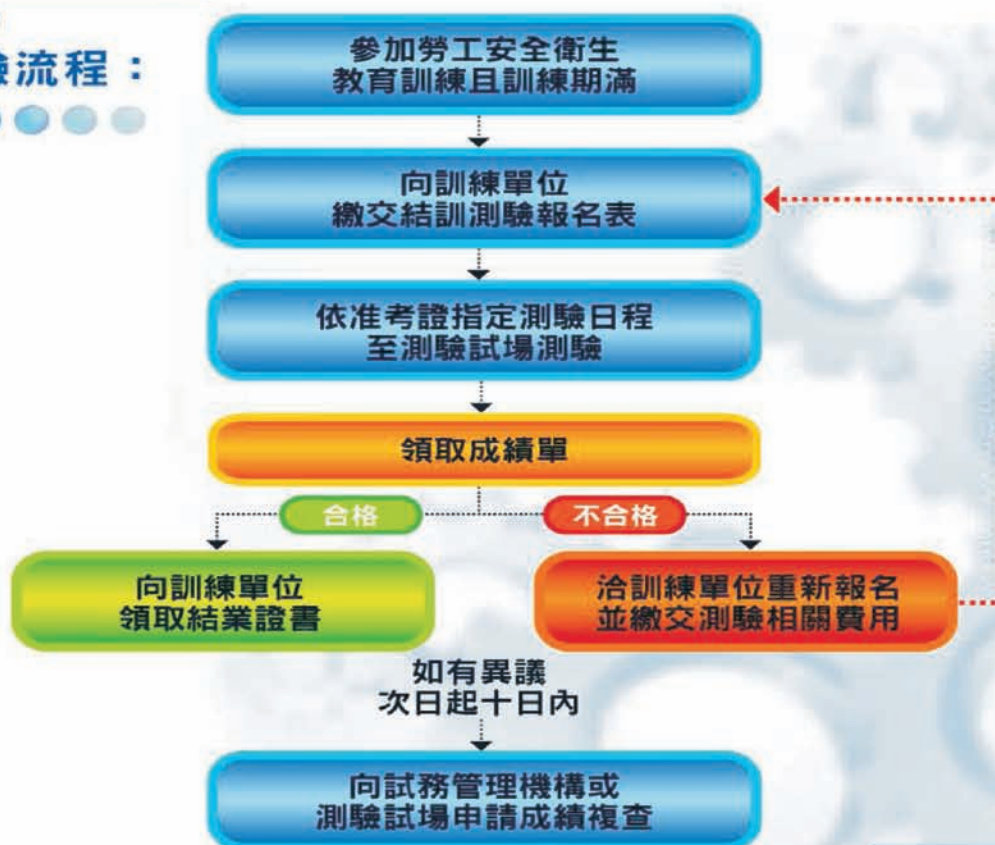 流程：
參加勞工安全衛生
教育訓練且訓練期滿
向訓練單位
繳交結訓測驗報名表
依准考證指定測驗日程
至測驗試場測驗
領取成績單
合格
不合格
向訓練單位
領取結業證書
洽訓練單位重新報名
並繳交測驗相關費用
如有異議
次日起十日內
向試務管理機構或
測驗試場申請成績複查